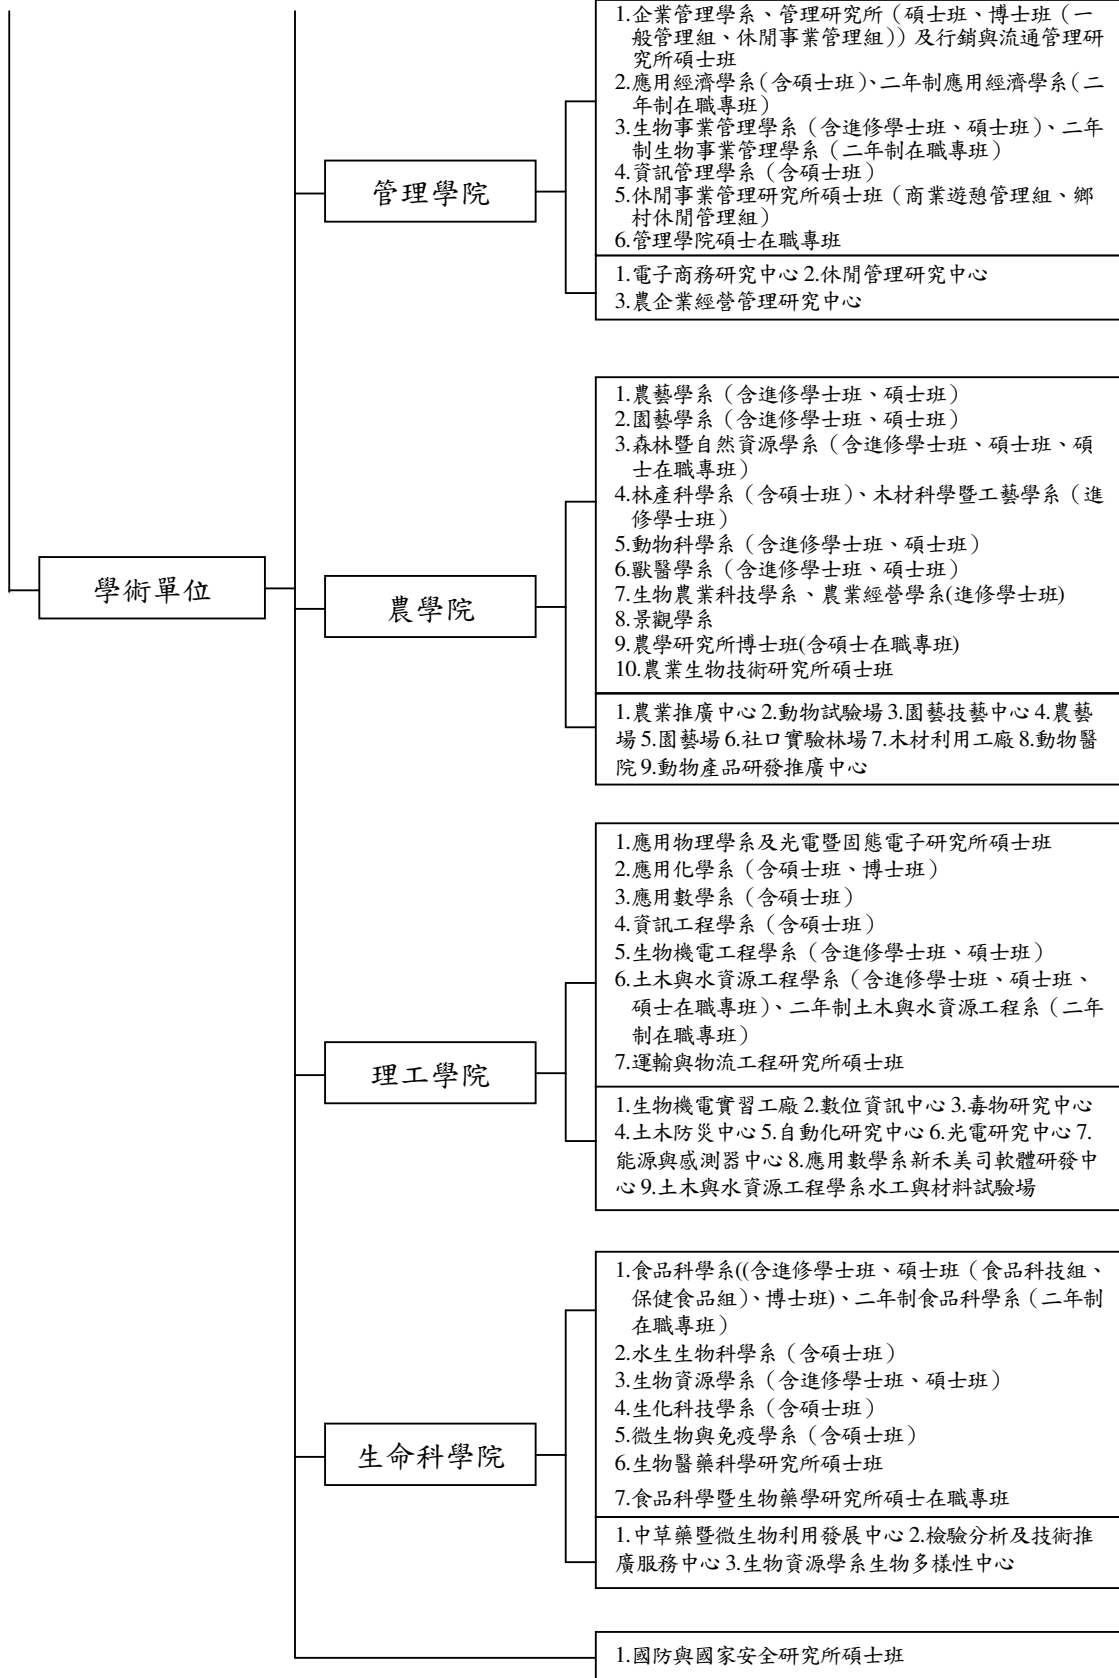 1.企業管理學系、管理研究所（碩士班、博士班（一
般管理組、休閒事業管理組））及行銷與流通管理研
究所碩士班
2.應用經濟學系(含碩士班)、二年制應用經濟學系(二
年制在職專班）
3.生物事業管理學系（含進修學士班、碩士班）、二年
制生物事業管理學系（二年制在職專班）
4.資訊管理學系（含碩士班）
5.休閒事業管理研究所碩士班（商業遊憩管理組、鄉
村休閒管理組）
6.管理學院碩士在職專班
管理學院
1.電子商務研究中心 2.休閒管理研究中心
3.農企業經營管理研究中心
1.農藝學系（含進修學士班、碩士班）
2.園藝學系（含進修學士班、碩士班）
3.森林暨自然資源學系（含進修學士班、碩士班、碩
士在職專班）
4.林產科學系（含碩士班）、木材科學暨工藝學系（進
修學士班）
5.動物科學系（含進修學士班、碩士班）
6.獸醫學系（含進修學士班、碩士班）
7.生物農業科技學系、農業經營學系(進修學士班)
8.景觀學系
9.農學研究所博士班(含碩士在職專班)
10.農業生物技術研究所碩士班
學術單位
農學院
1.農業推廣中心 2.動物試驗場 3.園藝技藝中心 4.農藝
場 5.園藝場 6.社口實驗林場 7.木材利用工廠 8.動物醫
院 9.動物產品研發推廣中心
1.應用物理學系及光電暨固態電子研究所碩士班
2.應用化學系（含碩士班、博士班）
3.應用數學系（含碩士班）
4.資訊工程學系（含碩士班）
5.生物機電工程學系（含進修學士班、碩士班）
6.土木與水資源工程學系（含進修學士班、碩士班、
碩士在職專班）、二年制土木與水資源工程系（二年
制在職專班）
7.運輸與物流工程研究所碩士班
理工學院
1.生物機電實習工廠 2.數位資訊中心 3.毒物研究中心
4.土木防災中心 5.自動化研究中心 6.光電研究中心 7.
能源與感測器中心 8.應用數學系新禾美司軟體研發中
心 9.土木與水資源工程學系水工與材料試驗場
1.食品科學系((含進修學士班、碩士班（食品科技組、
保健食品組）、博士班)、二年制食品科學系（二年制
在職專班）
2.水生生物科學系（含碩士班）
3.生物資源學系（含進修學士班、碩士班）
4.生化科技學系（含碩士班）
5.微生物與免疫學系（含碩士班）
6.生物醫藥科學研究所碩士班
7.食品科學暨生物藥學研究所碩士在職專班
生命科學院
1.中草藥暨微生物利用發展中心 2.檢驗分析及技術推
廣服務中心 3.生物資源學系生物多樣性中心
1.國防與國家安全研究所碩士班